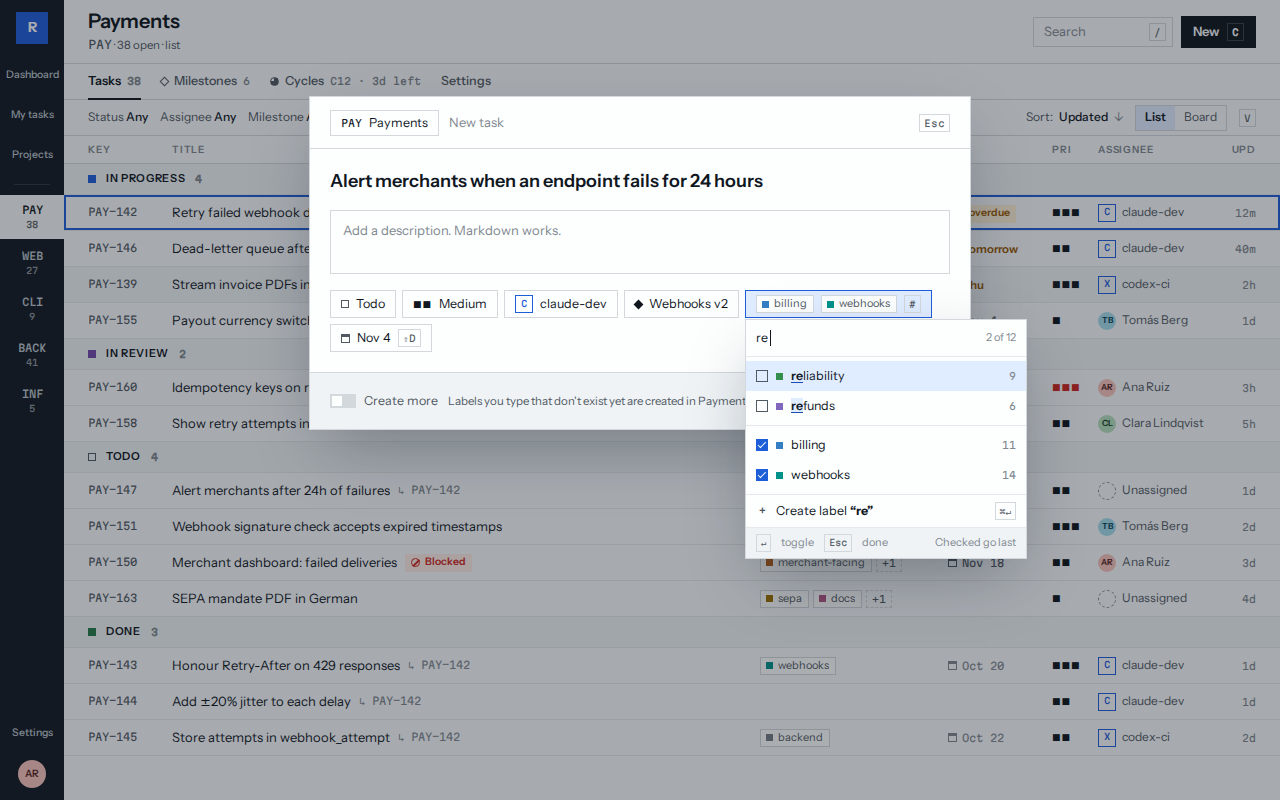 R
Payments
PAY·38 open·list
Search /
New C
Dashboard
My tasks
Projects
PAY
38
WEB
27
CLI
9
BACK
41
INF
5
Settings
AR
Tasks 38
Milestones 6
Cycles C12 · 3d left
Settings
Status Any
Assignee Any
Milestone
Sort: Updated ↓
List
Board
V
KEY TITLE PRI ASSIGNEE UPD
IN PROGRESS 4
PAY-142 Retry failed webhook d overdue C claude-dev 12m
PAY-146 Dead-letter queue afte omorrow C claude-dev 40m
PAY-139 Stream invoice PDFs in hu X codex-ci 2h
PAY-155 Payout currency switch TB Tomás Berg 1d
IN REVIEW 2
PAY-160 Idempotency keys on r AR Ana Ruiz 3h
PAY-158 Show retry attempts in CL Clara Lindqvist 5h
TODO 4
PAY-147 Alert merchants after 24h of failures ↳ PAY-142 Unassigned 1d
PAY-151 Webhook signature check accepts expired timestamps TB Tomás Berg 2d
PAY-150 Merchant dashboard: failed deliveries Blocked merchant-facing +1 Nov 18 AR Ana Ruiz 3d
PAY-163 SEPA mandate PDF in German sepa docs +1 Unassigned 4d
DONE 3
PAY-143 Honour Retry-After on 429 responses ↳ PAY-142 webhooks Oct 20 C claude-dev 1d
PAY-144 Add ±20% jitter to each delay ↳ PAY-142 C claude-dev 1d
PAY-145 Store attempts in webhook_attempt ↳ PAY-142 backend Oct 22 X codex-ci 2d
PAY Payments New task Esc
Alert merchants when an endpoint fails for 24 hours
Add a description. Markdown works.
Todo Medium C claude-dev Webhooks v2 billing webhooks #
Nov 4 ⇧D
Create more Labels you type that don't exist yet are created in Payment
re 2 of 12
reliability 9
refunds 6
billing 11
webhooks 14
+ Create label “re” ⌘↵
↵ toggle Esc done Checked go last